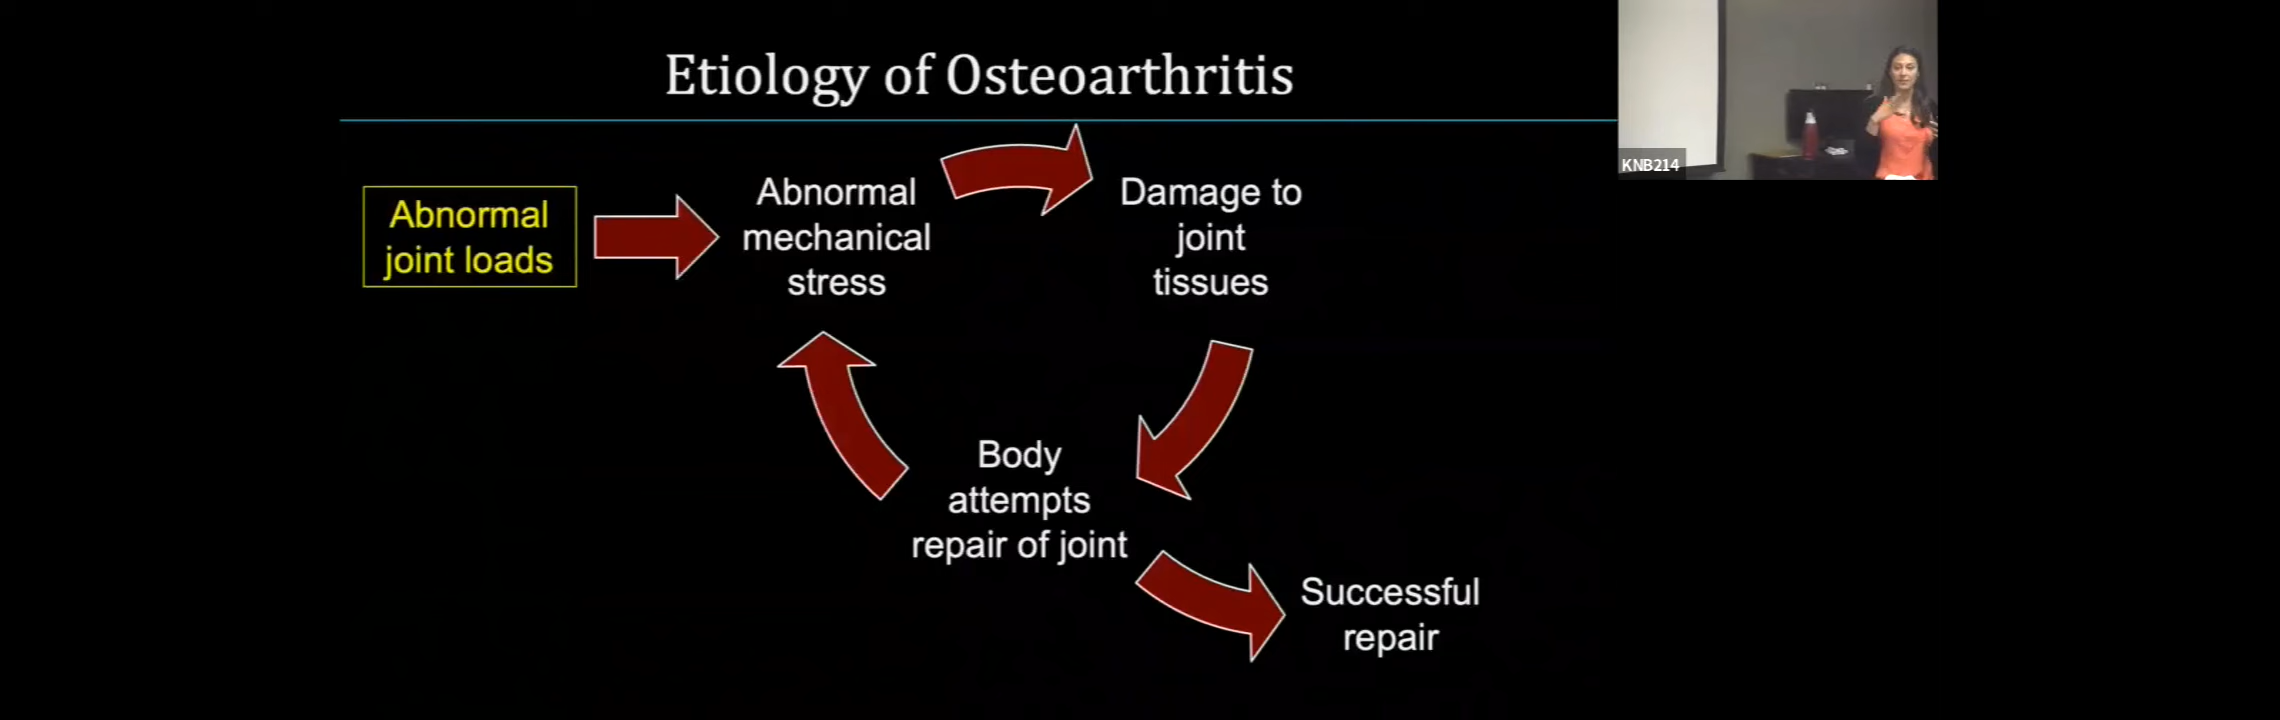 Etiology of Osteoarthritis
KNB214
Abnormal
joint loads
Abnormal
mechanical
stress
Damage to
joint
tissues
Body
attempts
repair of joint
Successful
repair